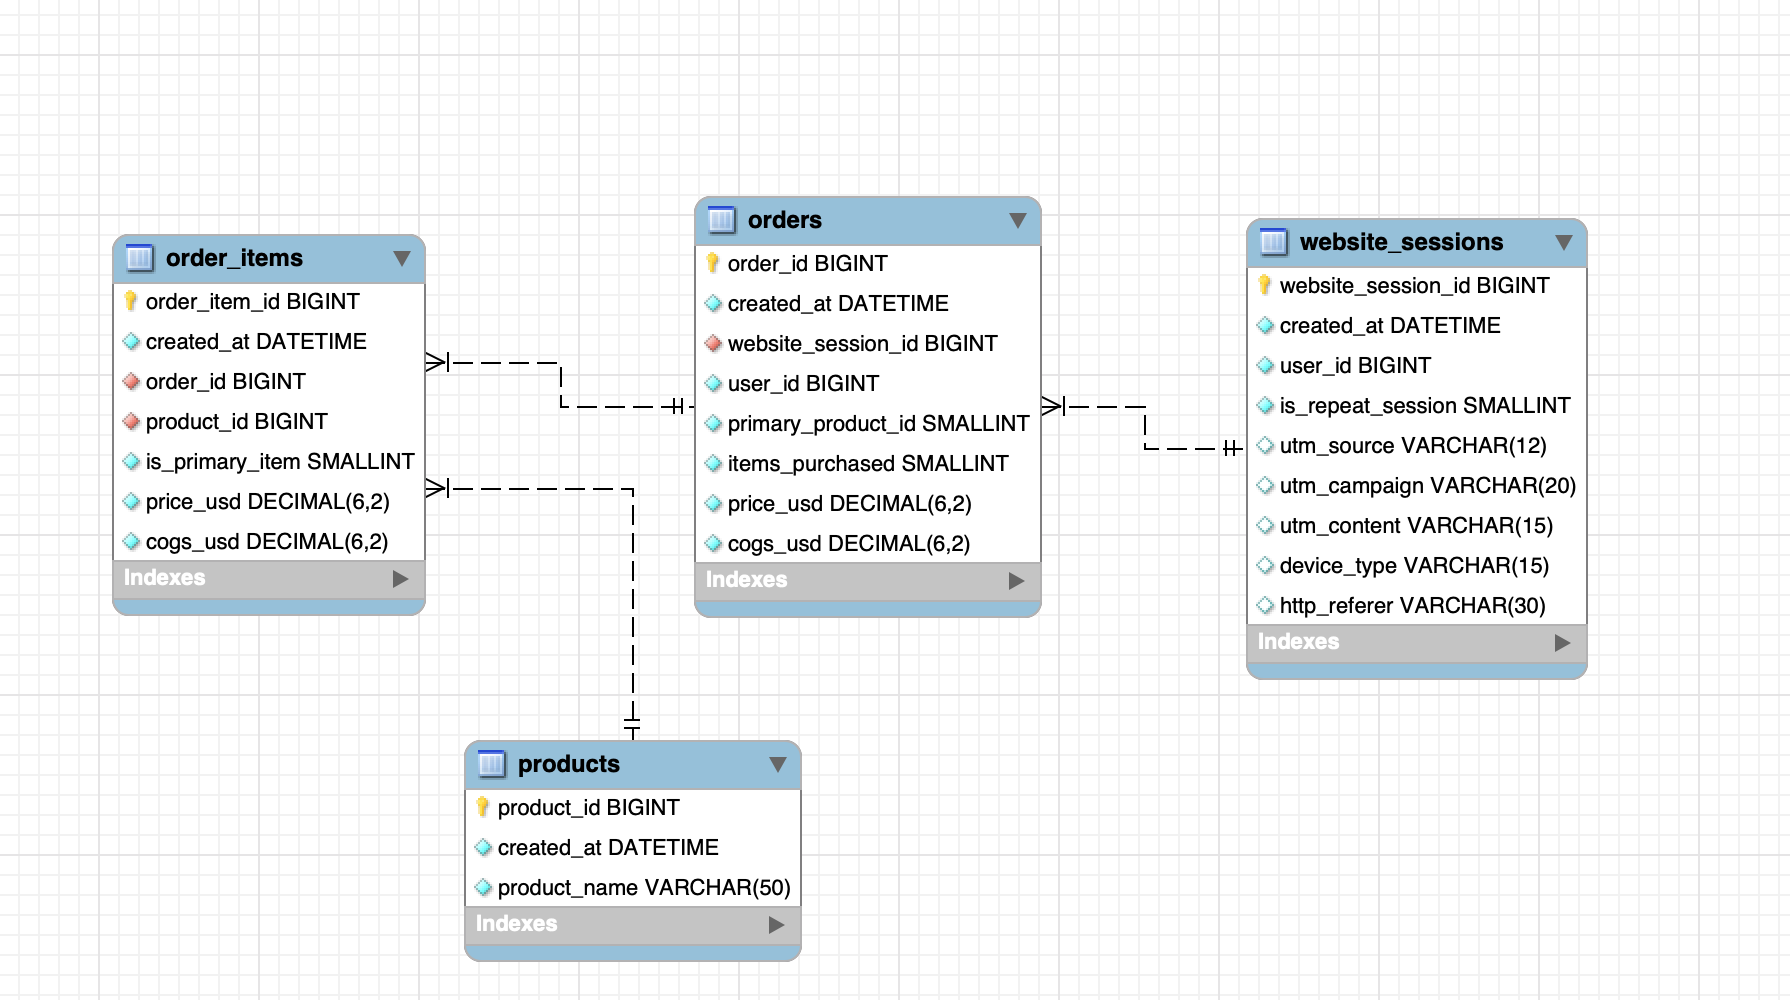 order_items
order_item_id BIGINT
created_at DATETIME
order_id BIGINT
product_id BIGINT
is_primary_item SMALLINT
price_usd DECIMAL(6,2)
cogs_usd DECIMAL(6,2)
Indexes
orders
order_id BIGINT
created_at DATETIME
website_session_id BIGINT
user_id BIGINT
primary_product_id SMALLINT
items_purchased SMALLINT
price_usd DECIMAL(6,2)
cogs_usd DECIMAL(6,2)
Indexes
website_sessions
website_session_id BIGINT
created_at DATETIME
user_id BIGINT
is_repeat_session SMALLINT
utm_source VARCHAR(12)
utm_campaign VARCHAR(20)
utm_content VARCHAR(15)
device_type VARCHAR(15)
http_referer VARCHAR(30)
Indexes
products
product_id BIGINT
created_at DATETIME
product_name VARCHAR(50)
Indexes